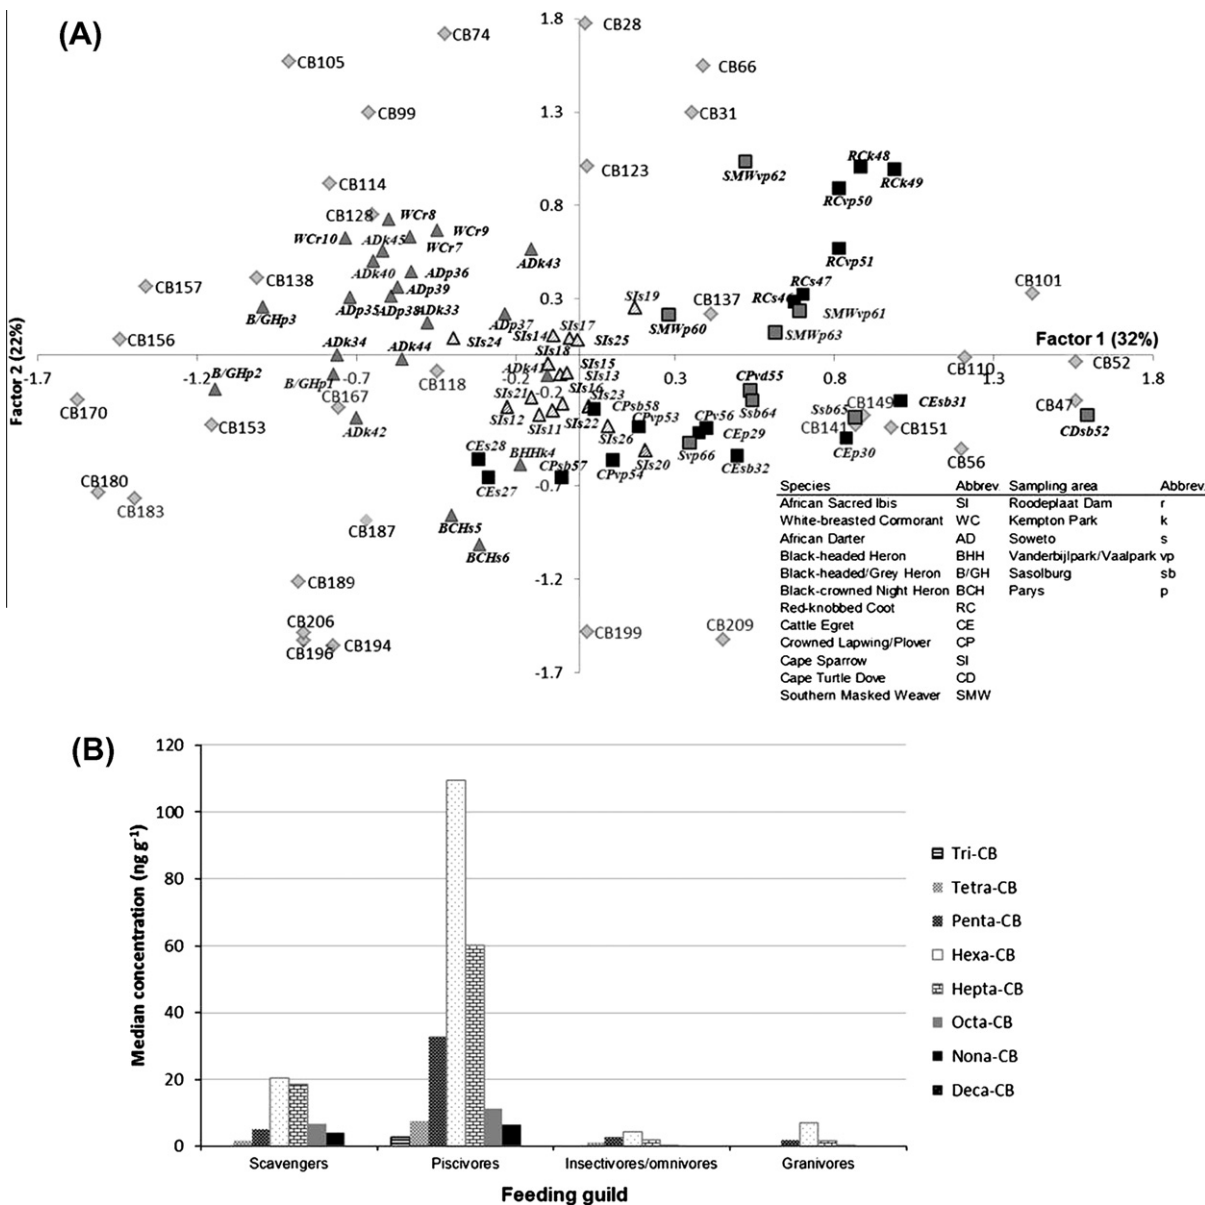 (A)
1.8
CB28
CB74
CB105
CB66
1.3
CB99
CB31
CB123
RCk48
SMWvp62
RCk49
CB114
0.8
RCvp50
CB128
WCr8
WCr9
WCr10
ADk45
WCr7
ADk43
RCvp51
ADk40
ADp36
CB157
CB138
ADp39
RCs47
CB101
0.3
SIs19
CB137
RCs46
SMWvp61
B/GHp3
ADp35
ADp38
ADk33
ADp37
SIs17
SMWp60
SMWp63
CB156
SIs24
SIs14
SIs25
Factor 1 (32%)
Factor 2 (22%)
ADk34
ADk44
SIs18
-1.7
-1.2
-0.7
-0.2
0.3
0.8
1.3
1.8
CB110
CB52
B/GHp2
B/GHp1
CB118
ADk41
SIs15
SIs13
-0.2
CPvd55
CB170
CB167
SIs21
SIs16
SIs23
CPsb58
Ssb64
Ssb65
CB149
CEsb31
CB47
CB153
ADk42
SIs12
SIs11
SIs22
CPvp53
CPv56
CB141
CB151
CDsb52
SIs26
CEp29
CEs28
BHHk4
CPsb57
SIs20
Svp66
CEp30
CB56
CB180
CEs27
-0.7
CPvp54
CEsb32
CB183
CB187
BCHs5
BCHs6
CB189
-1.2
CB206
CB196
CB194
CB199
CB209
-1.7
Species Abbrev. Sampling area Abbrev.
African Sacred Ibis SI Roodeplaat Dam r
White-breasted Cormorant WC Kempton Park k
African Darter AD Soweto s
Black-headed Heron BHH Vanderbijlpark/Vaalpark vp
Black-headed/Grey Heron B/GH Sasolburg sb
Black-crowned Night Heron BCH Parys p
Red-knobbed Coot RC
Cattle Egret CE
Crowned Lapwing/Plover CP
Cape Sparrow SI
Cape Turtle Dove CD
Southern Masked Weaver SMW
(B)
Median concentration (ng g-1)
120
100
80
60
40
20
0
Scavengers Piscivores Insectivores/omnivores Granivores
Feeding guild
Tri-CB
Tetra-CB
Penta-CB
Hexa-CB
Hepta-CB
Octa-CB
Nona-CB
Deca-CB